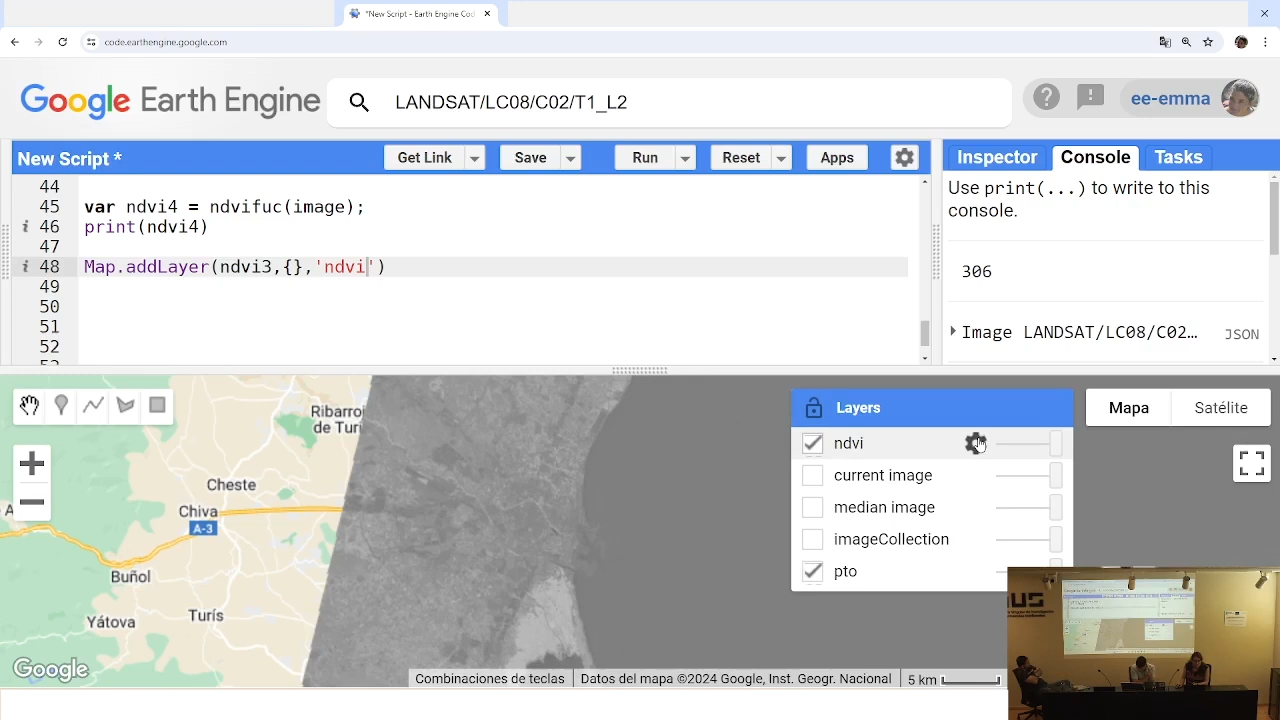 "New Script - Earth Engine Cod
code.earthengine.google.com
Google Earth Engine
LANDSAT/LC08/C02/T1_L2
ee-emma
New Script *
Get Link
Save
Run
Reset
Apps
Inspector
Console
Tasks
44
45 var ndvi4 = ndvifuc(image);
i 46 print(ndvi4)
47
i 48 Map.addLayer(ndvi3,{},'ndvi')
49
50
51
52
Use print(...) to write to this
console.
306
Image LANDSAT/LC08/C02... JSON
Layers
ndvi
current image
median image
imageCollection
pto
Mapa
Satélite
Ribarroj
de Turi
Cheste
Chiva
A-3
Buñol
Yátova
Turís
Google
Combinaciones de teclas
Datos del mapa ©2024 Google, Inst. Geogr. Nacional
5 km